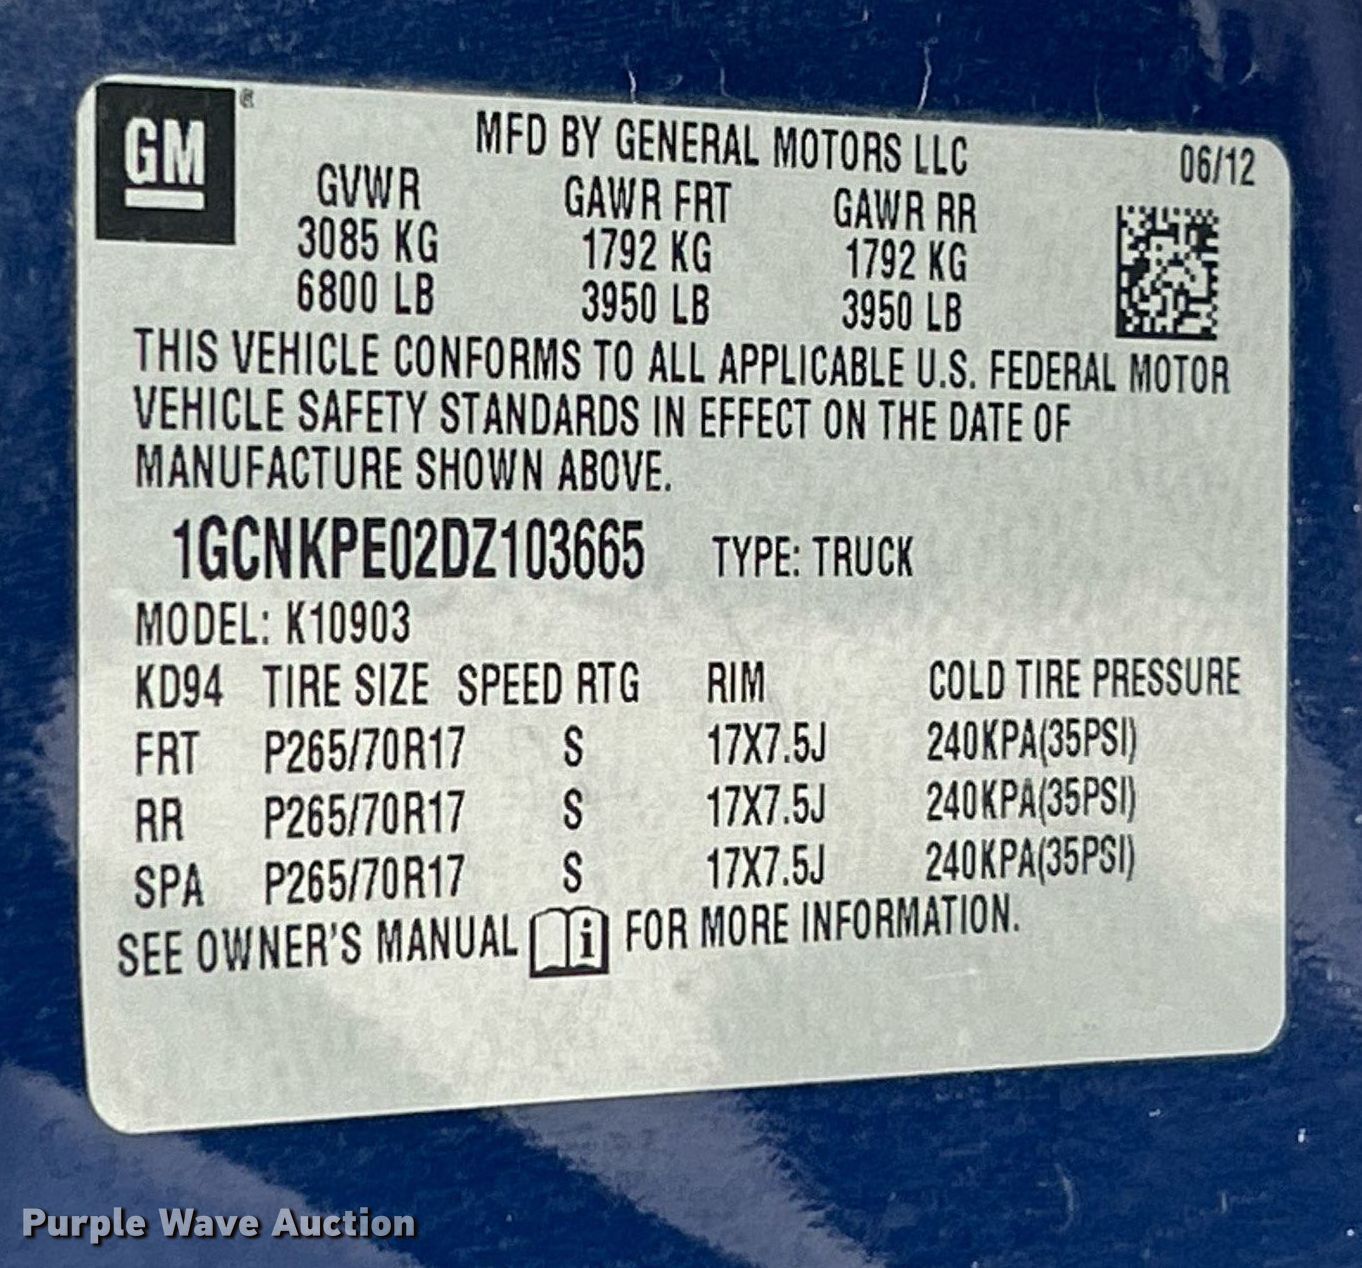 GM®
MFD BY GENERAL MOTORS LLC
06/12
GVWR GAWR FRT GAWR RR
3085 KG 1792 KG 1792 KG
6800 LB 3950 LB 3950 LB
THIS VEHICLE CONFORMS TO ALL APPLICABLE U.S. FEDERAL MOTOR
VEHICLE SAFETY STANDARDS IN EFFECT ON THE DATE OF
MANUFACTURE SHOWN ABOVE.
1GCNKPE02DZ103665 TYPE: TRUCK
MODEL: K10903
KD94 TIRE SIZE SPEED RTG RIM COLD TIRE PRESSURE
FRT P265/70R17 S 17X7.5J 240KPA(35PSI)
RR P265/70R17 S 17X7.5J 240KPA(35PSI)
SPA P265/70R17 S 17X7.5J 240KPA(35PSI)
SEE OWNER'S MANUAL i FOR MORE INFORMATION.
Purple Wave Auction